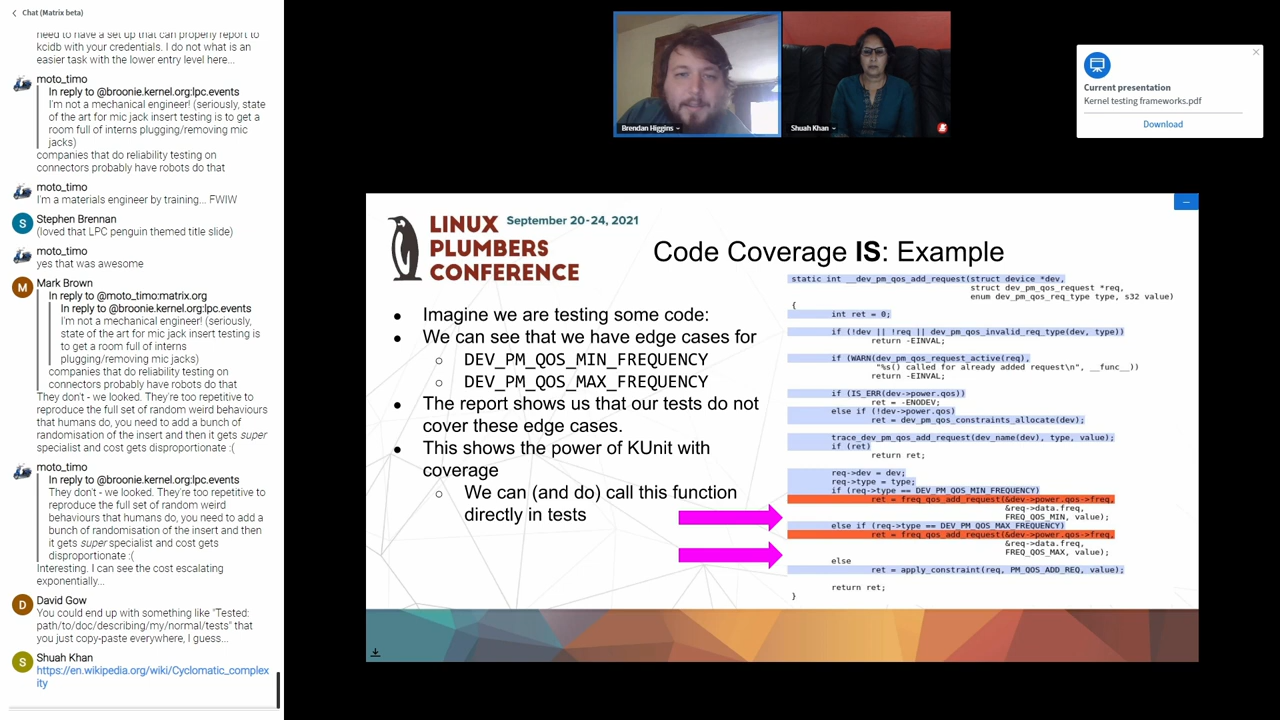 Chat (Matrix beta)
need to have a set up that can properly report to
kcidb with your credentials. I do not what is an
easier task with the lower entry level here...
moto_timo
In reply to @broonie.kernel.org:lpc.events
I'm not a mechanical engineer! (seriously, state
of the art for mic jack insert testing is to get a
room full of interns plugging/removing mic
jacks)
companies that do reliability testing on
connectors probably have robots do that
moto_timo
I'm a materials engineer by training... FWIW
S
Stephen Brennan
(loved that LPC penguin themed title slide)
moto_timo
yes that was awesome
M
Mark Brown
In reply to @moto_timo:matrix.org
In reply to @broonie.kernel.org:lpc.events
I'm not a mechanical engineer! (seriously,
state of the art for mic jack insert testing is
to get a room full of interns
plugging/removing mic jacks)
companies that do reliability testing on
connectors probably have robots do that
They don't - we looked. They're too repetitive to
reproduce the full set of random weird behaviours
that humans do, you need to add a bunch of
randomisation of the insert and then it gets super
specialist and cost gets disproportionate :(
moto_timo
In reply to @broonie.kernel.org:lpc.events
They don't - we looked. They're too repetitive to
reproduce the full set of random weird
behaviours that humans do, you need to add a
bunch of randomisation of the insert and then
it gets super specialist and cost gets
disproportionate :(
Interesting. I can see the cost escalating
exponentially...
D
David Gow
You could end up with something like "Tested:
path/to/doc/describing/my/normal/tests" that
you just copy-paste everywhere, I guess...
S
Shuah Khan
https://en.wikipedia.org/wiki/Cyclomatic_complex
ity
Brendan Higgins
Shuah Khan
Current presentation
Kernel testing frameworks.pdf
Download
LINUX
PLUMBERS
CONFERENCE
September 20-24, 2021
Code Coverage IS: Example
Imagine we are testing some code:
We can see that we have edge cases for
DEV_PM_QOS_MIN_FREQUENCY
DEV_PM_QOS_MAX_FREQUENCY
The report shows us that our tests do not
cover these edge cases.
This shows the power of KUnit with
coverage
We can (and do) call this function
directly in tests
static int __dev_pm_qos_add_request(struct device *dev,
struct dev_pm_qos_request *req,
enum dev_pm_qos_req_type type, s32 value)
{
int ret = 0;
if (!dev || !req || dev_pm_qos_invalid_req_type(dev, type))
return -EINVAL;
if (WARN(dev_pm_qos_request_active(req),
"%s() called for already added request\n", __func__))
return -EINVAL;
if (IS_ERR(dev->power.qos))
ret = -ENODEV;
else if (!dev->power.qos)
ret = dev_pm_qos_constraints_allocate(dev);
trace_dev_pm_qos_add_request(dev_name(dev), type, value);
if (ret)
return ret;
req->dev = dev;
req->type = type;
if (req->type == DEV_PM_QOS_MIN_FREQUENCY)
ret = freq_qos_add_request(&dev->power.qos->freq,
&req->data.freq,
FREQ_QOS_MIN, value);
else if (req->type == DEV_PM_QOS_MAX_FREQUENCY)
ret = freq_qos_add_request(&dev->power.qos->freq,
&req->data.freq,
FREQ_QOS_MAX, value);
else
ret = apply_constraint(req, PM_QOS_ADD_REQ, value);
return ret;
}